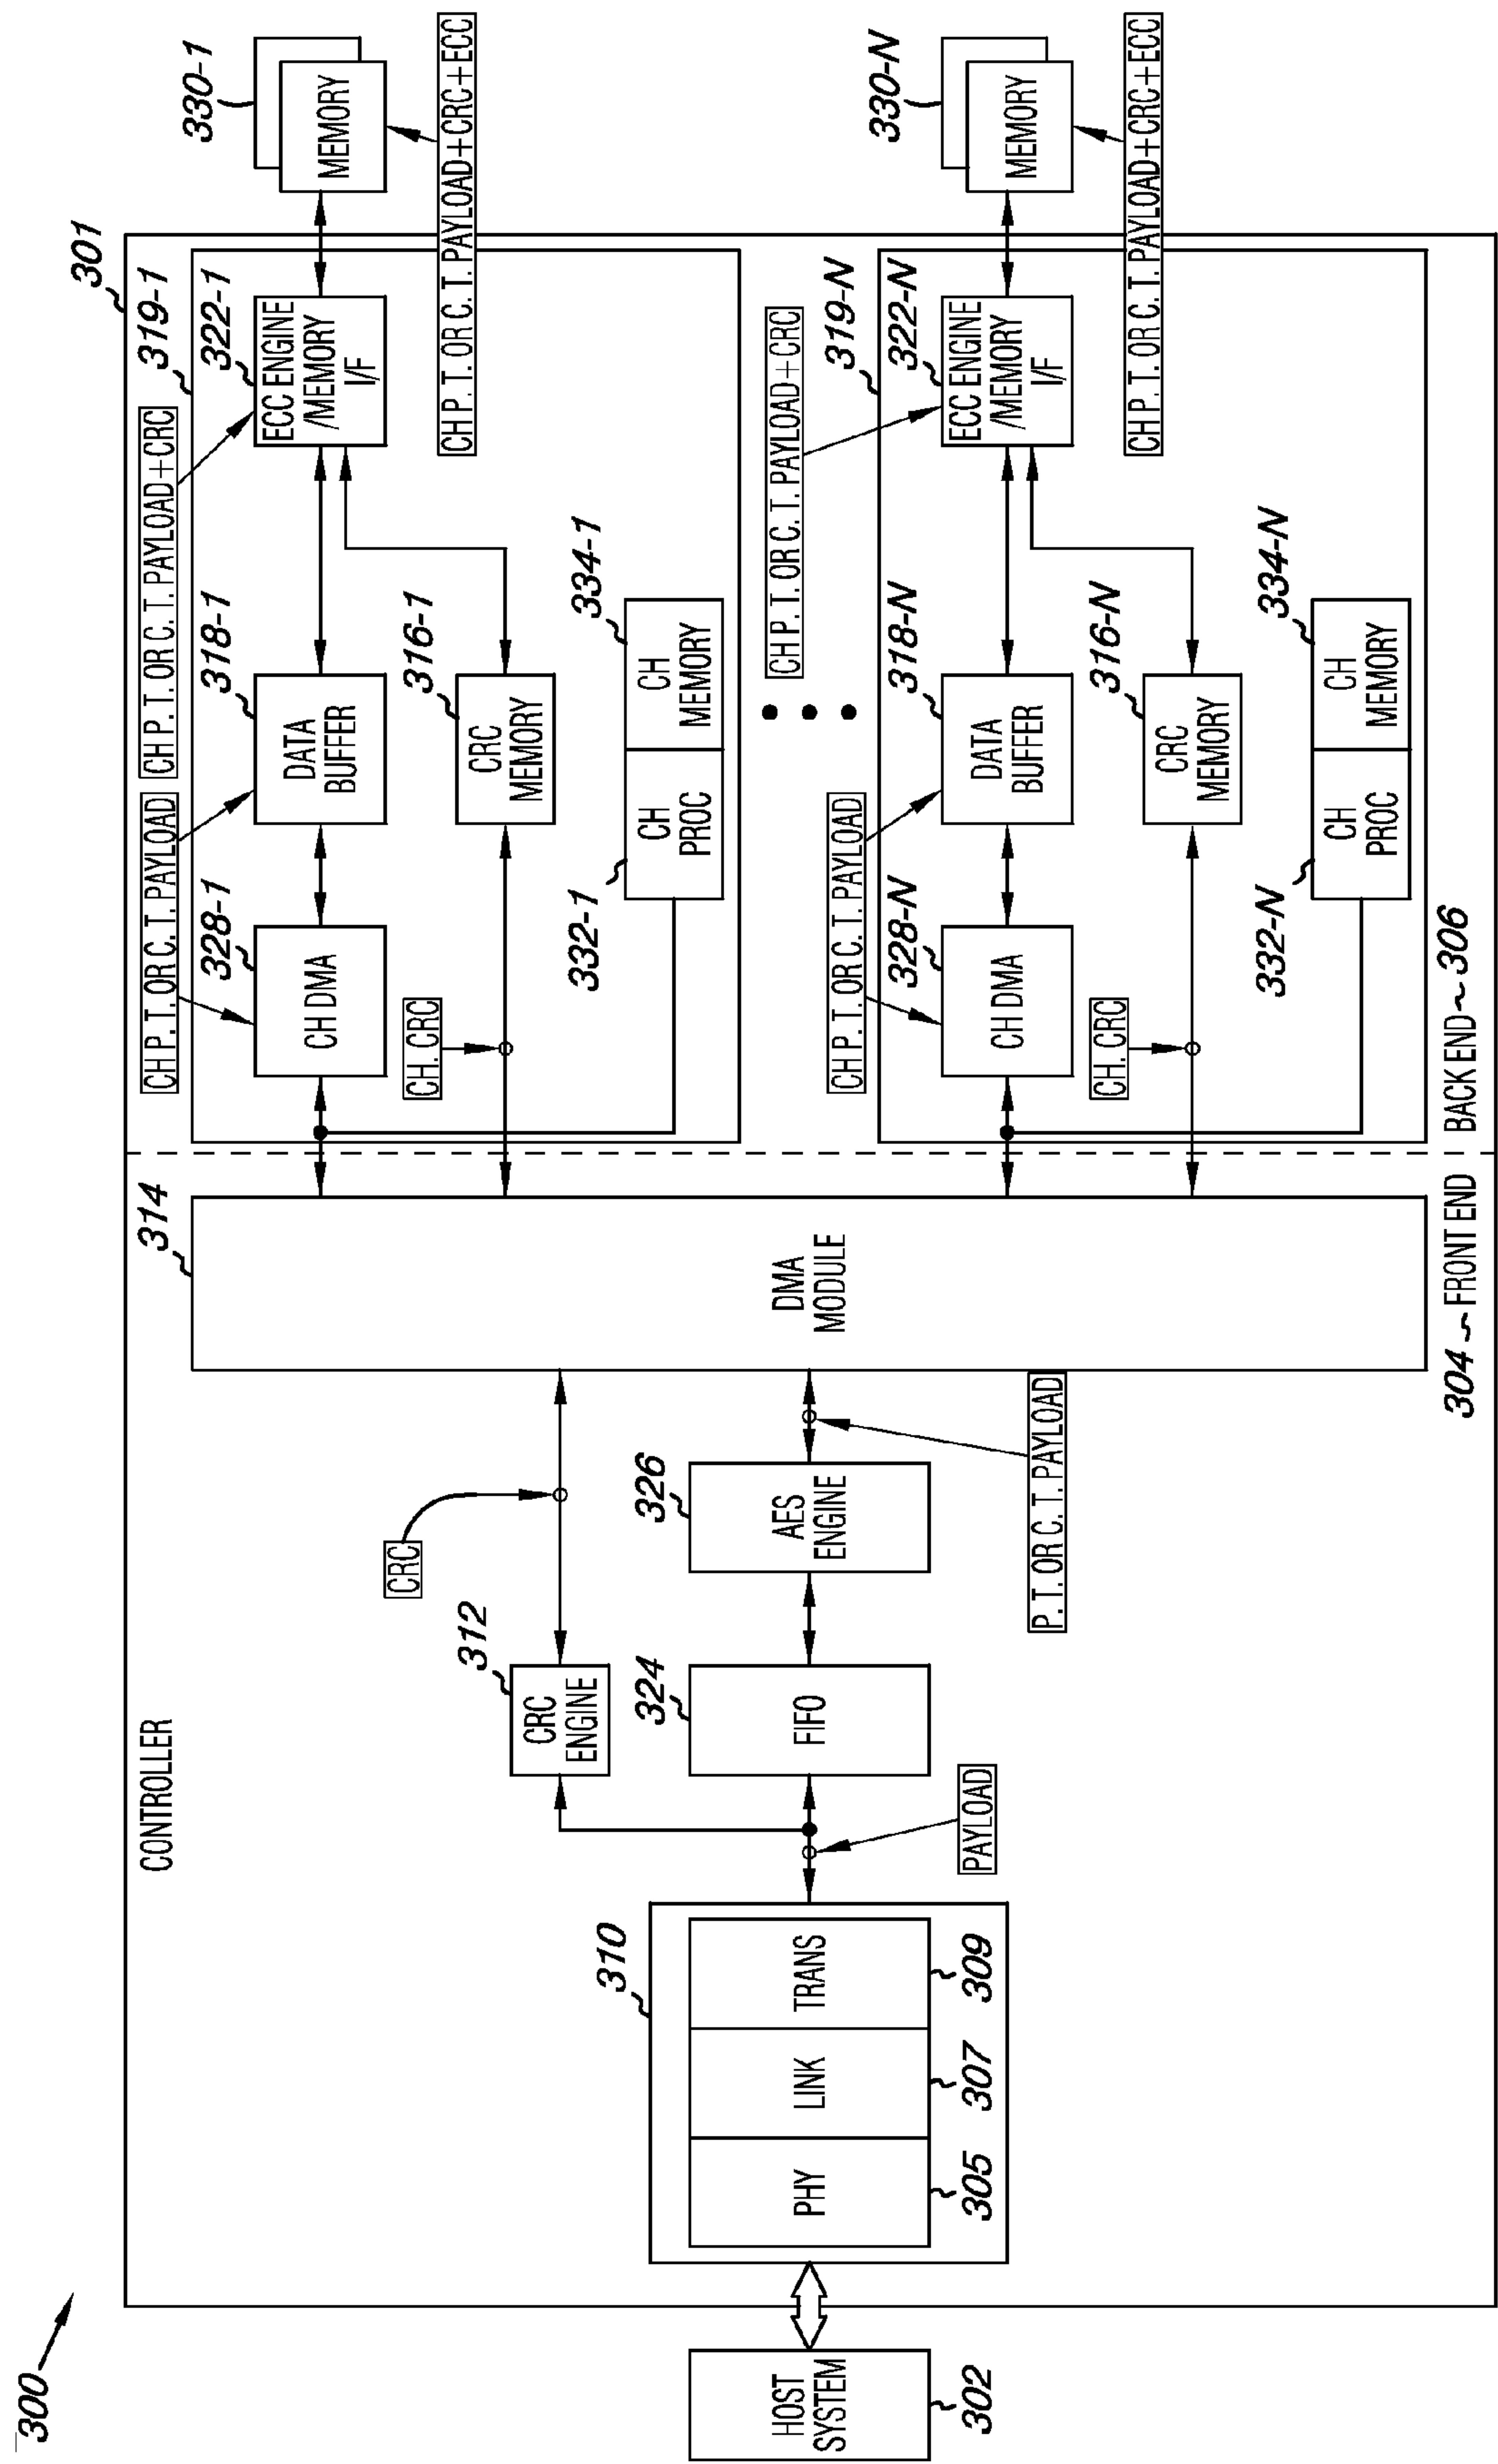 300
HOST
SYSTEM
302
CONTROLLER
301
310
PHY
LINK
TRANS
305
307
309
PAYLOAD
CRC
ENGINE
312
CRC
FIFO
324
AES
ENGINE
326
P. T. OR C. T. PAYLOAD
DMA
MODULE
314
304
FRONT END
BACK END
306
319-1
CH P. T. OR C. T. PAYLOAD
CH P. T. OR C. T. PAYLOAD+CRC
328-1
CH DMA
318-1
DATA
BUFFER
322-1
ECC ENGINE
/MEMORY
I/F
CH. CRC
316-1
CRC
MEMORY
332-1
CH
PROC
334-1
CH
MEMORY
330-1
MEMORY
CH P. T. OR C. T. PAYLOAD+CRC+ECC
319-N
CH P. T. OR C. T. PAYLOAD
CH P. T. OR C. T. PAYLOAD+CRC
328-N
CH DMA
318-N
DATA
BUFFER
322-N
ECC ENGINE
/MEMORY
I/F
CH. CRC
316-N
CRC
MEMORY
332-N
CH
PROC
334-N
CH
MEMORY
330-N
MEMORY
CH P. T. OR C. T. PAYLOAD+CRC+ECC